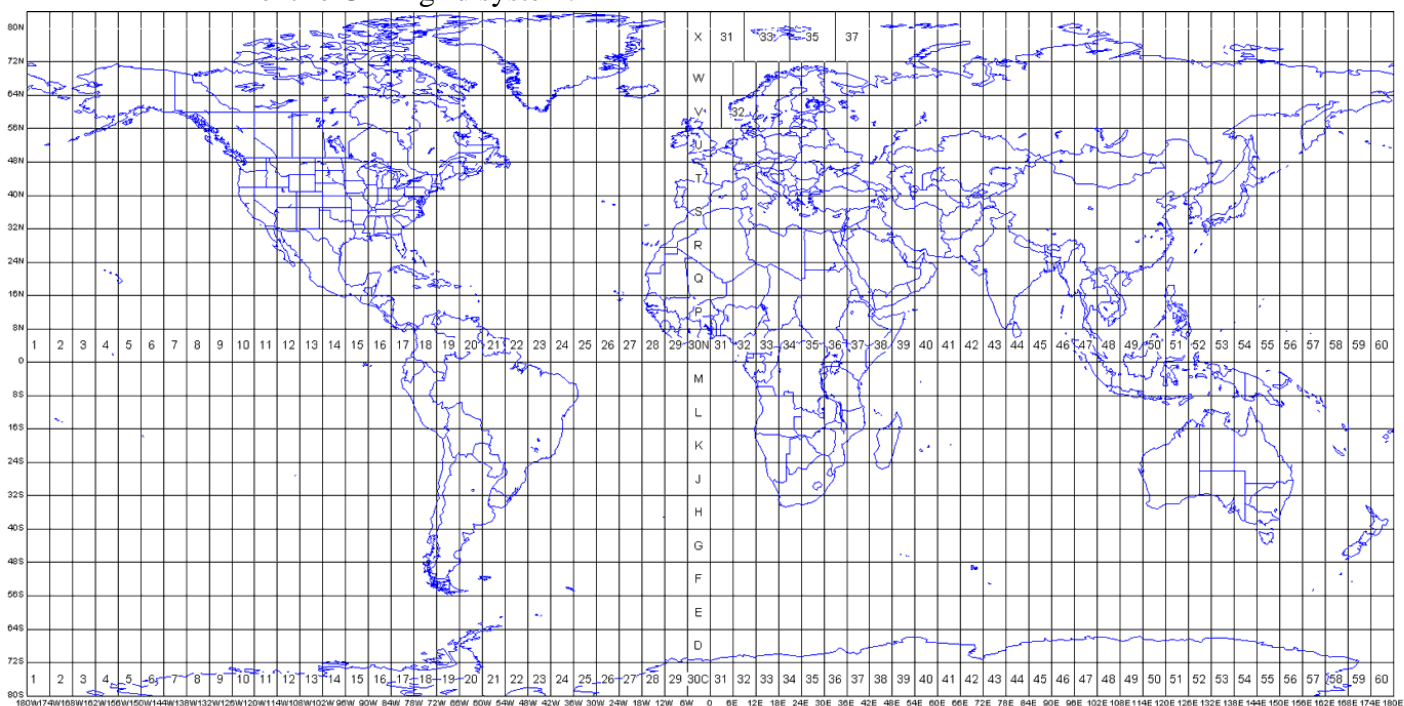 80N X 31 33 35 37
72N
W
64N
V 32
56N
U
48N
T
40N
S
32N
R
24N
Q
16N
P
8N
1 2 3 4 5 6 7 8 9 10 11 12 13 14 15 16 17 18 19 20 21 22 23 24 25 26 27 28 29 30N 31 32 33 34 35 36 37 38 39 40 41 42 43 44 45 46 47 48 49 50 51 52 53 54 55 56 57 58 59 60
0
M
8S
L
16S
K
24S
J
32S
H
40S
G
48S
F
56S
E
64S
D
72S
1 2 3 4 5 6 7 8 9 10 11 12 13 14 15 16 17 18 19 20 21 22 23 24 25 26 27 28 29 30C 31 32 33 34 35 36 37 38 39 40 41 42 43 44 45 46 47 48 49 50 51 52 53 54 55 56 57 58 59 60
80S
180W 174W 168W 162W 156W 150W 144W 138W 132W 126W 120W 114W 108W 102W 96W 90W 84W 78W 72W 66W 60W 54W 48W 42W 36W 30W 24W 18W 12W 6W 0 6E 12E 18E 24E 30E 36E 42E 48E 54E 60E 66E 72E 78E 84E 90E 96E 102E 108E 114E 120E 126E 132E 138E 144E 150E 156E 162E 168E 174E 180E